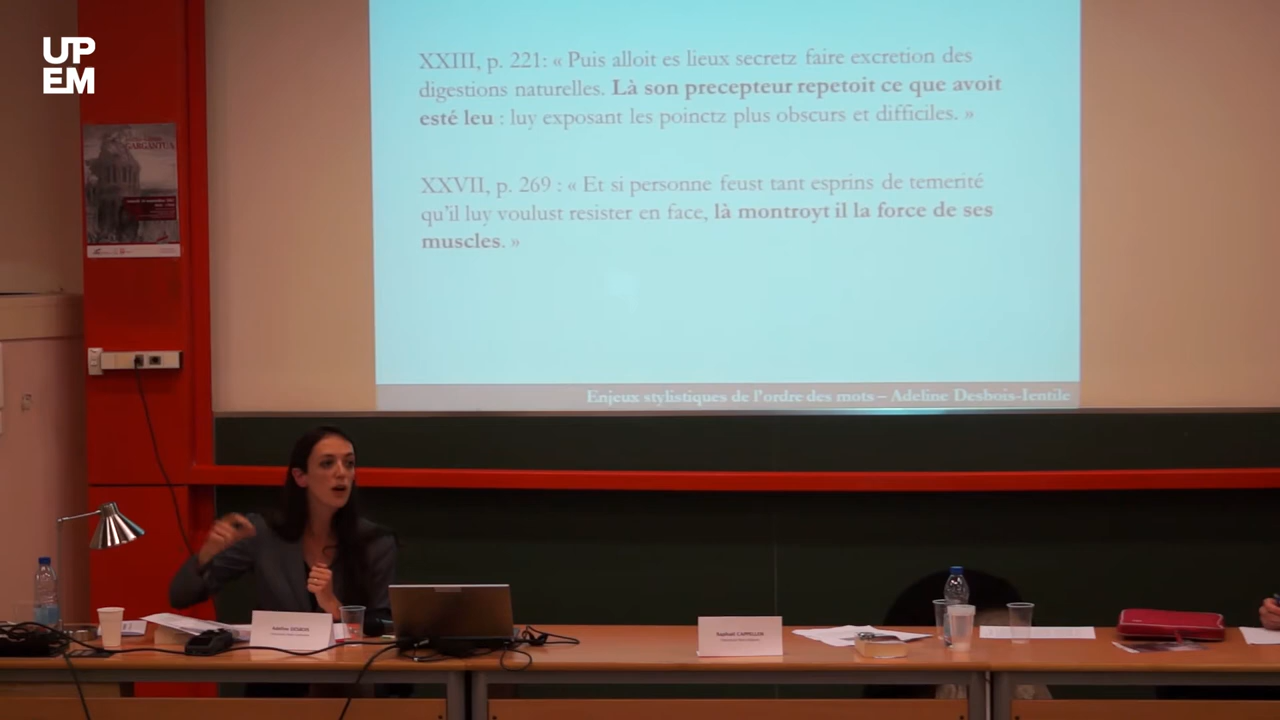 UP
EM
XXIII, p. 221: « Puis alloit es lieux secretz faire excretion des
digestions naturelles. Là son precepteur repetoit ce que avoit
esté leu : luy exposant les poinctz plus obscurs et difficiles. »
XXVII, p. 269 : « Et si personne feust tant esprins de temerité
qu'il luy voulust resister en face, là montroyt il la force de ses
muscles. »
Enjeux stylistiques de l'ordre des mots – Adeline Desbois-Ientile
GARGANTUA
Adeline DESBOIS
Raphaël CAPPELLEN